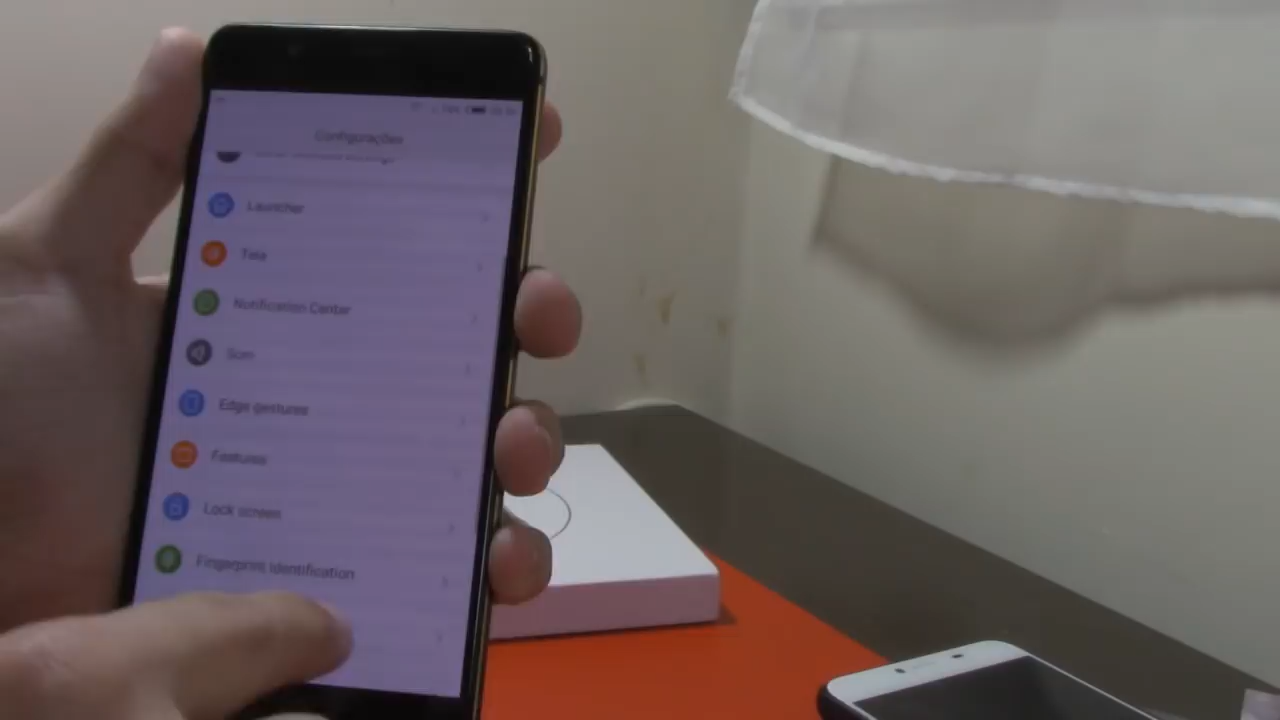 Configurações
Launcher
Tela
Notification Center
Som
Edge gestures
Features
Lock screen
Fingerprint identification